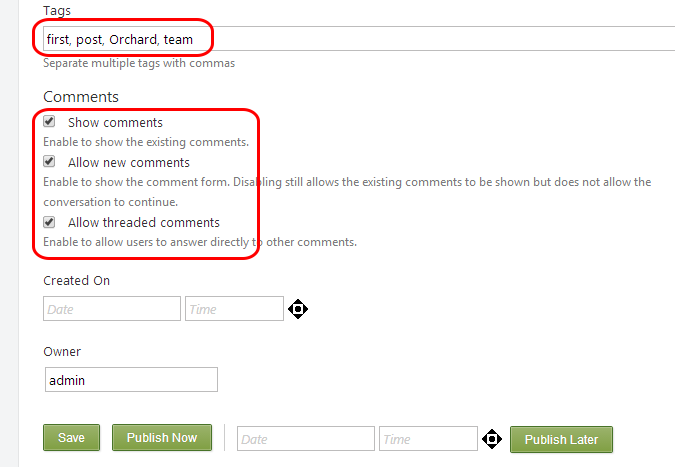 Tags
first, post, Orchard, team
Separate multiple tags with commas
Comments
Show comments
Enable to show the existing comments.
Allow new comments
Enable to show the comment form. Disabling still allows the existing comments to be shown but does not allow the
conversation to continue.
Allow threaded comments
Enable to allow users to answer directly to other comments.
Created On
Date Time
Owner
admin
Save Publish Now Date Time Publish Later